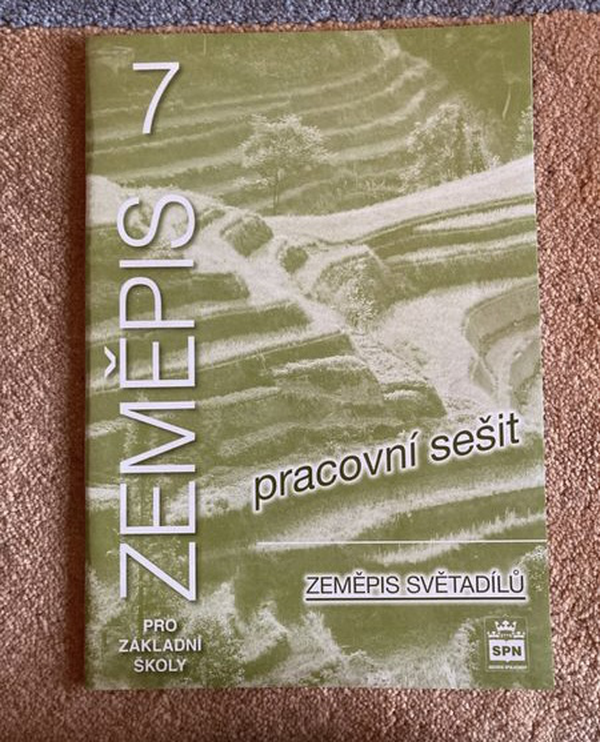 ZEMĚPIS 7
pracovní sešit
ZEMĚPIS SVĚTADÍLŮ
PRO
ZÁKLADNÍ
ŠKOLY
SPN